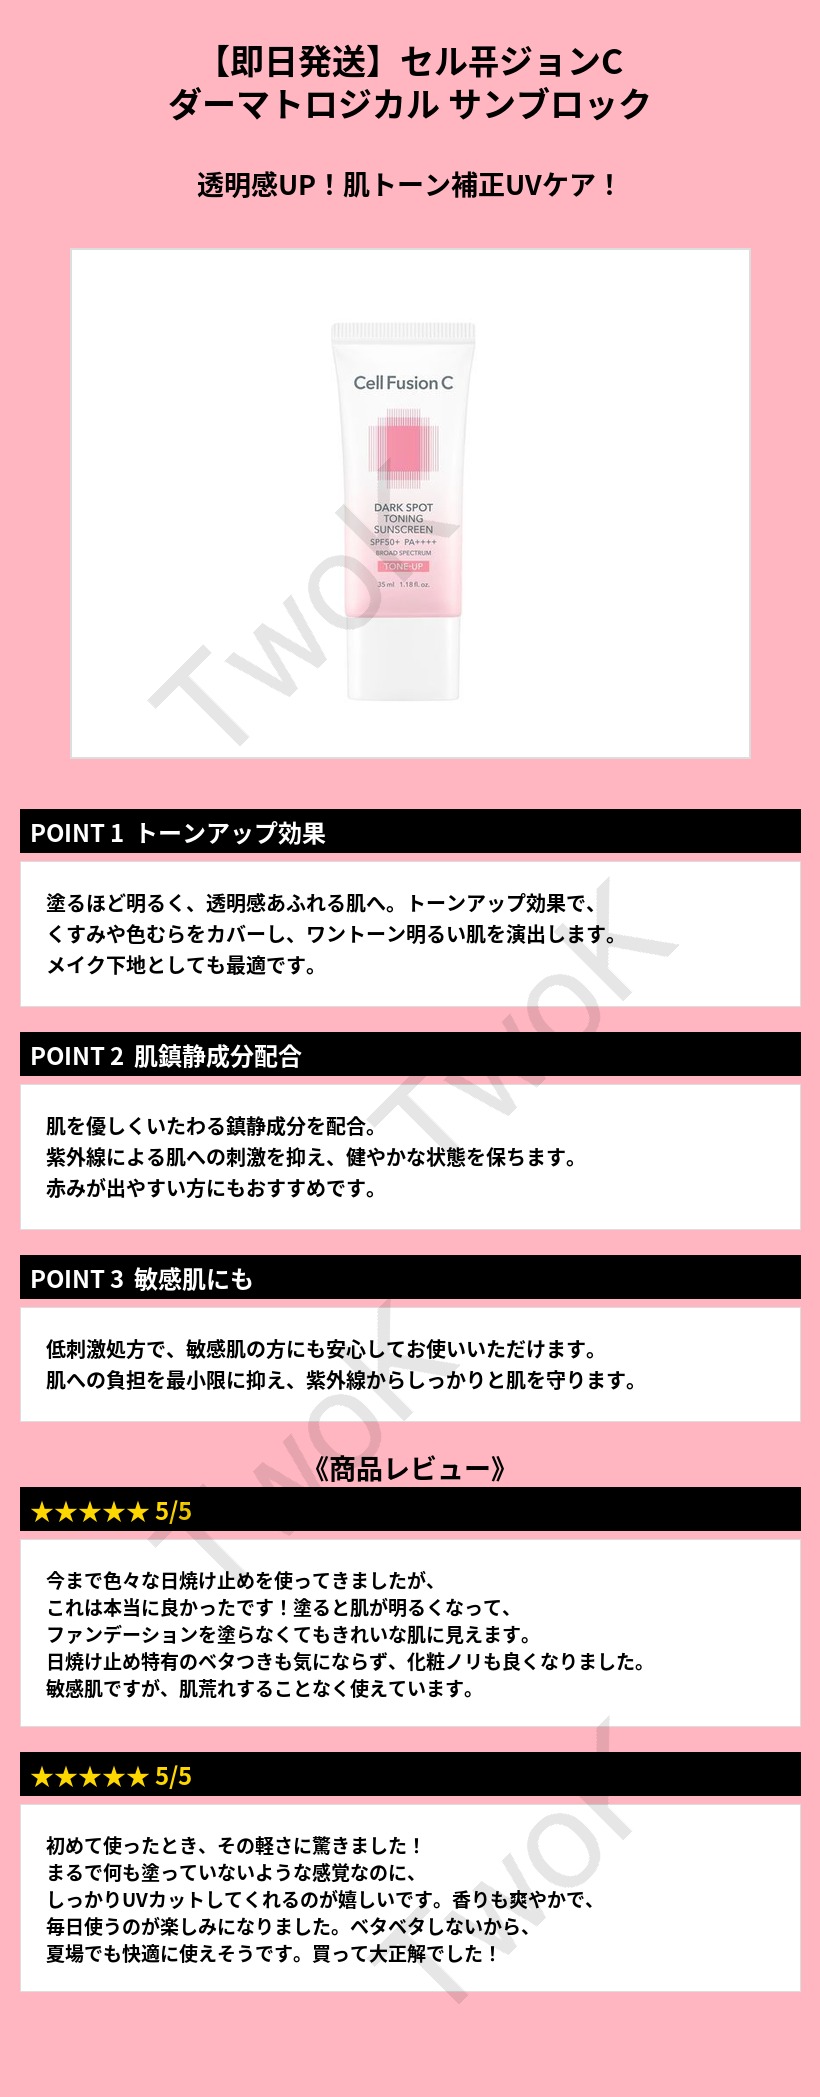 【即日発送】セル퓨ジョンC
ダーマトロジカル サンブロック
透明感UP！肌トーン補正UVケア！
Cell Fusion C
DARK SPOT
TONING
SUNSCREEN
SPF50+ PA++++
BROAD SPECTRUM
TONE-UP
35 ml 1.18 fl. oz.
TwoK
POINT 1 トーンアップ効果
塗るほど明るく、透明感あふれる肌へ。トーンアップ効果で、
くすみや色むらをカバーし、ワントーン明るい肌を演出します。
メイク下地としても最適です。
TwoK
POINT 2 肌鎮静成分配合
肌を優しくいたわる鎮静成分を配合。
紫外線による肌への刺激を抑え、健やかな状態を保ちます。
赤みが出やすい方にもおすすめです。
POINT 3 敏感肌にも
低刺激処方で、敏感肌の方にも安心してお使いいただけます。
肌への負担を最小限に抑え、紫外線からしっかりと肌を守ります。
TwoK
《商品レビュー》
★★★★★ 5/5
今まで色々な日焼け止めを使ってきましたが、
これは本当に良かったです！塗ると肌が明るくなって、
ファンデーションを塗らなくてもきれいな肌に見えます。
日焼け止め特有のベタつきも気にならず、化粧ノリも良くなりました。
敏感肌ですが、肌荒れすることなく使えています。
★★★★★ 5/5
初めて使ったとき、その軽さに驚きました！
まるで何も塗っていないような感覚なのに、
しっかりUVカットしてくれるのが嬉しいです。香りも爽やかで、
毎日使うのが楽しみになりました。ベタベタしないから、
夏場でも快適に使えそうです。買って大正解でした！
TwoK